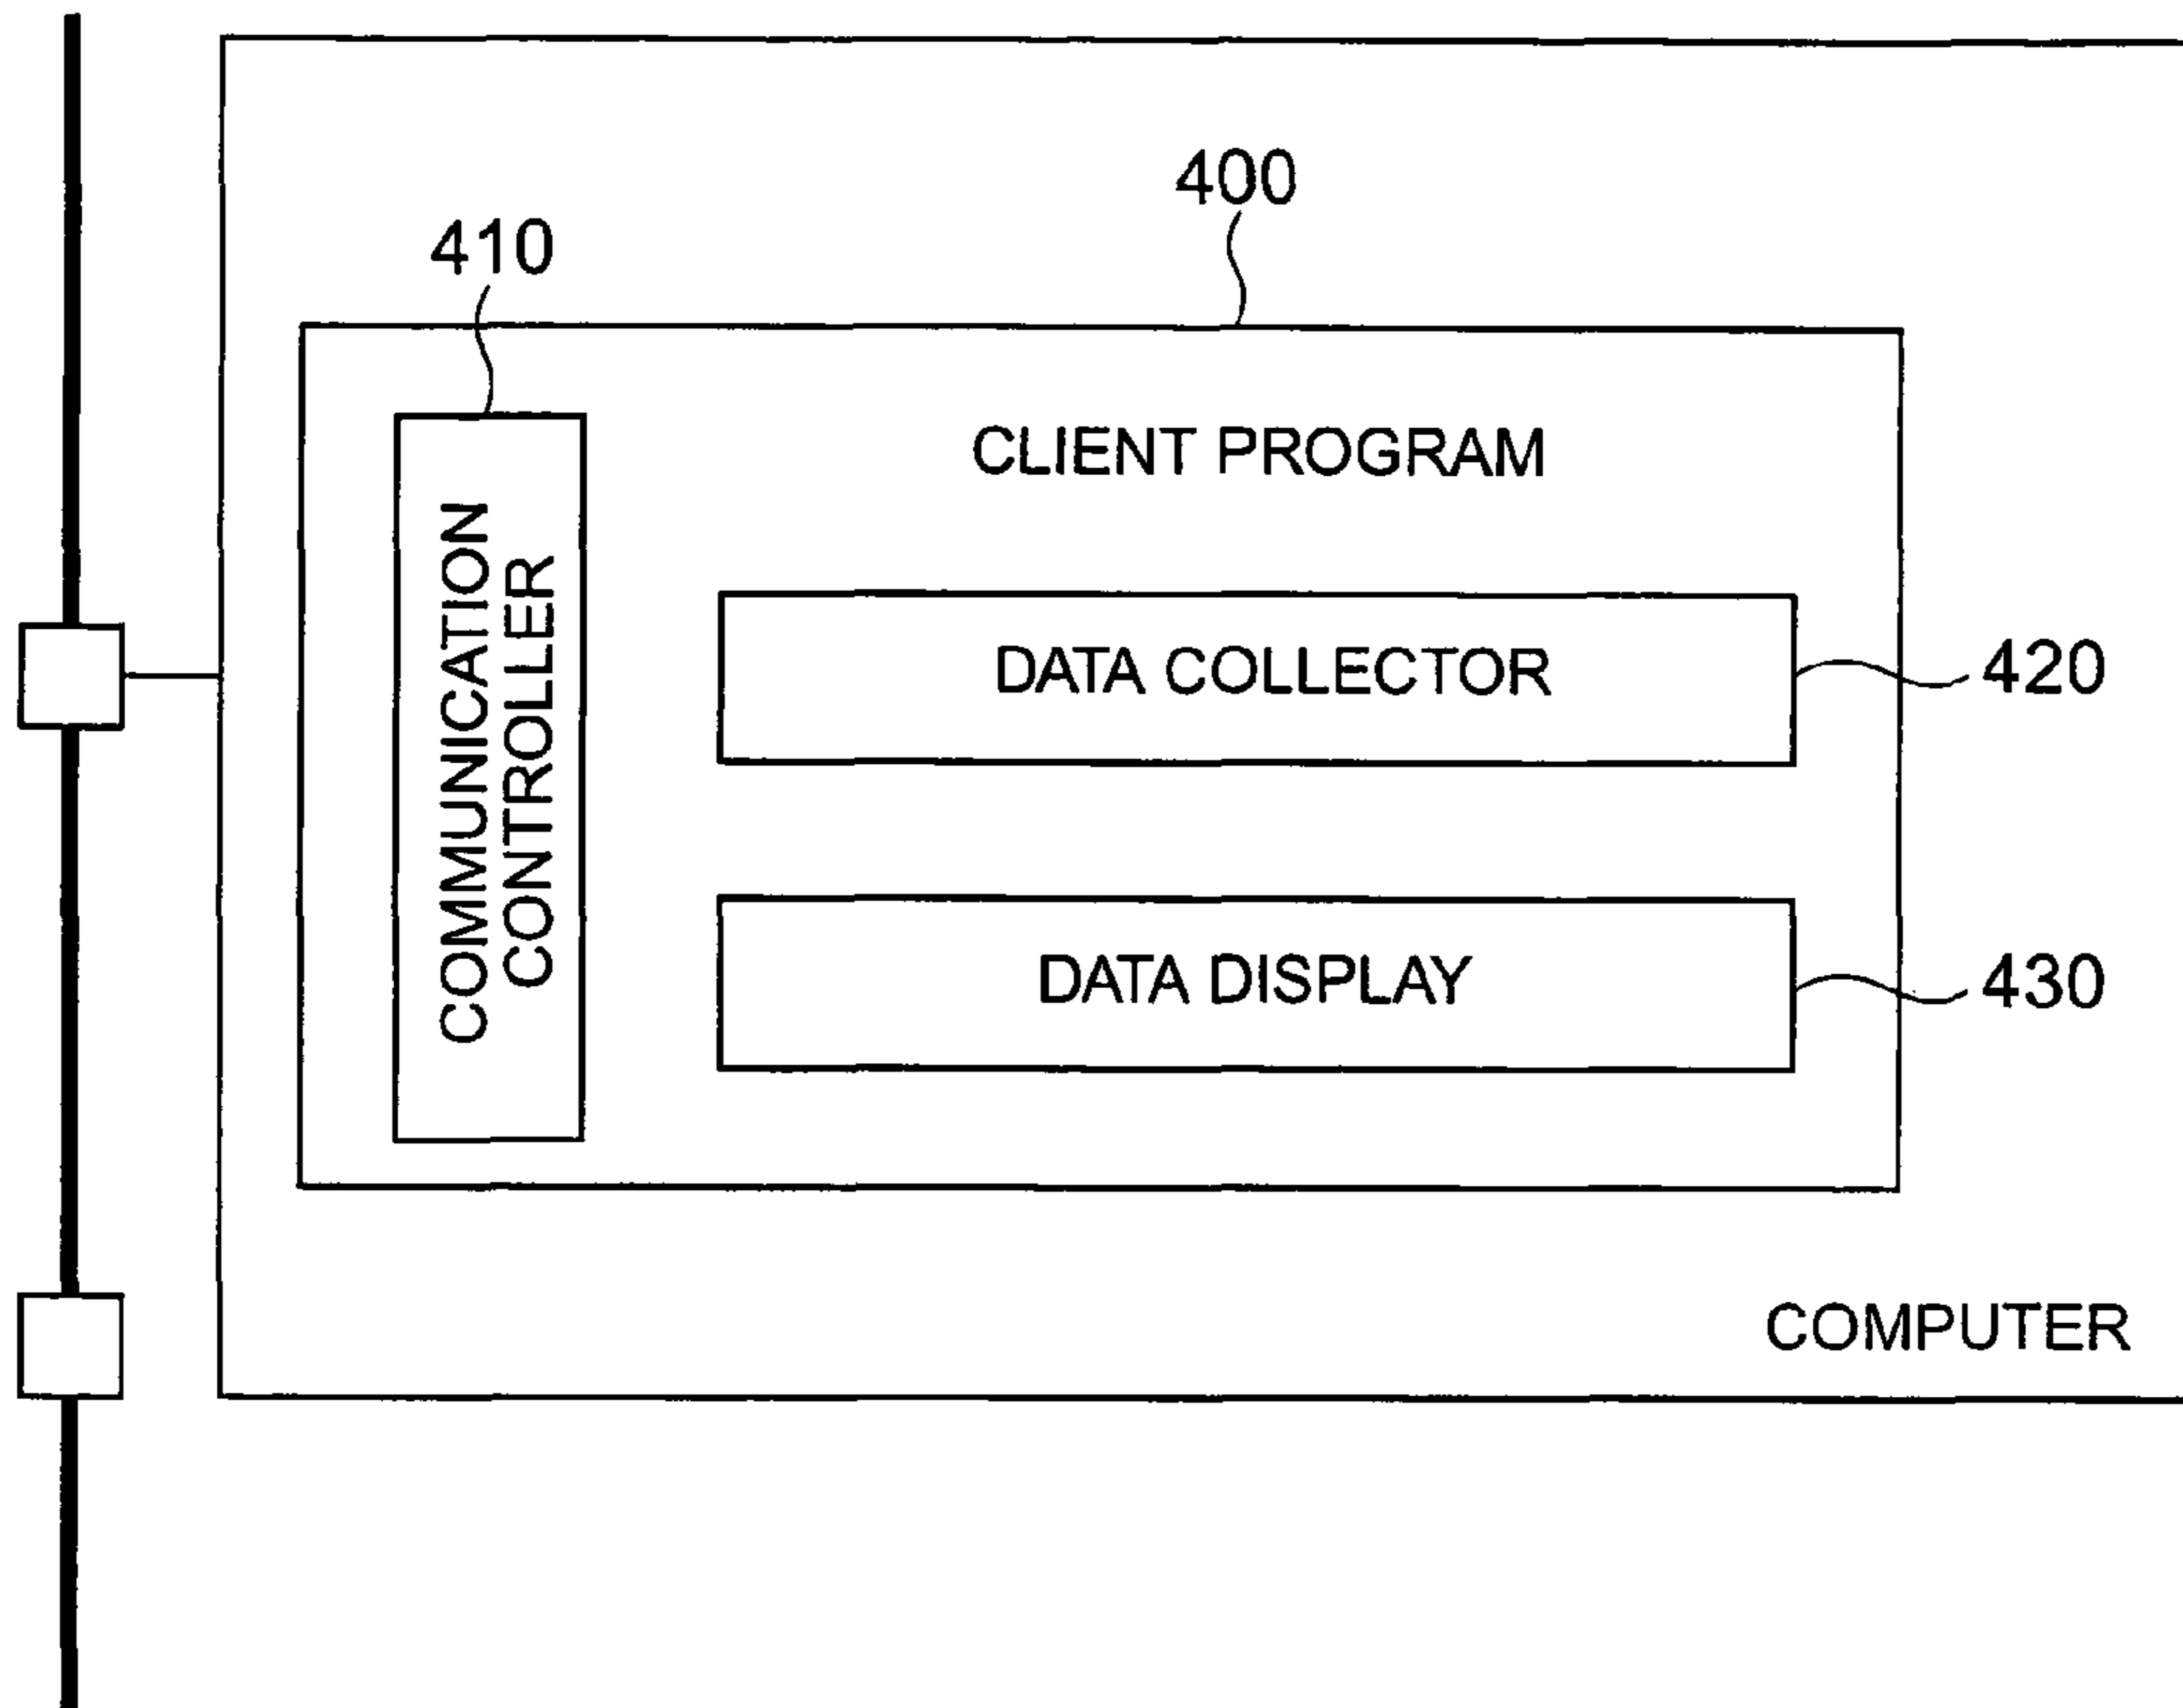 400
410
CLIENT PROGRAM
COMMUNICATION
CONTROLLER
DATA COLLECTOR
420
DATA DISPLAY
430
COMPUTER